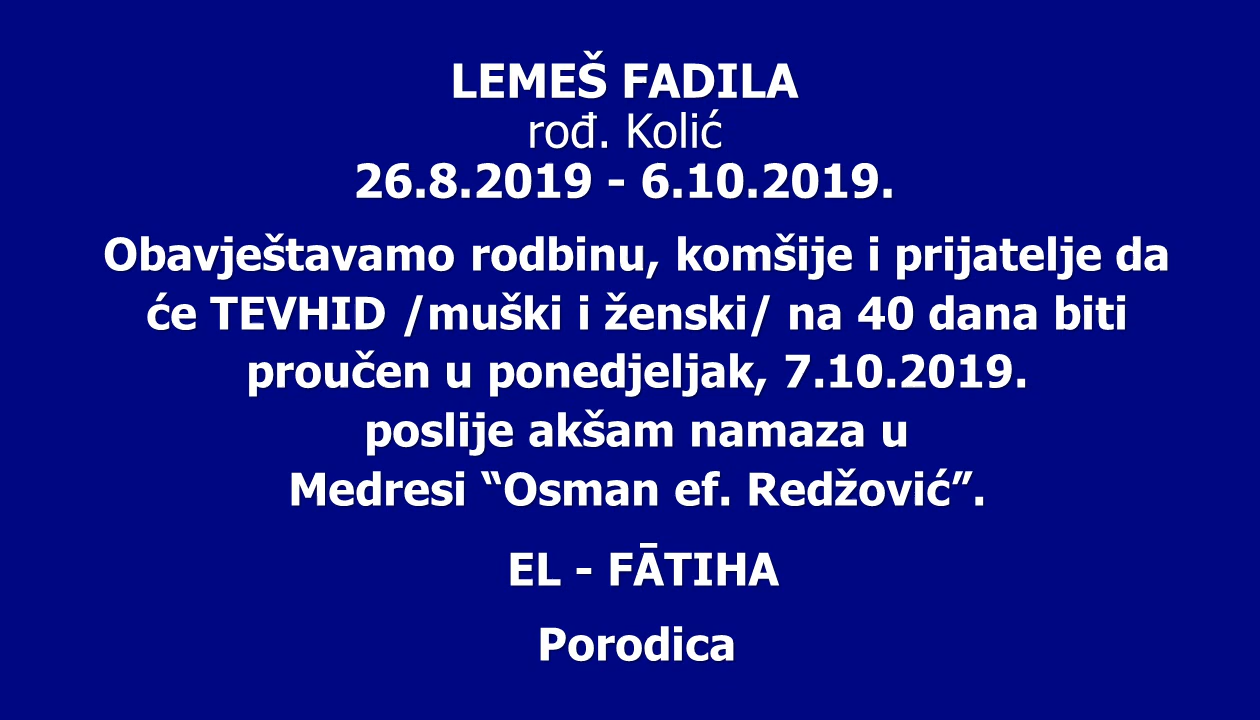 LEMEŠ FADILA
rođ. Kolić
26.8.2019 - 6.10.2019.
Obavještavamo rodbinu, komšije i prijatelje da
će TEVHID /muški i ženski/ na 40 dana biti
proučen u ponedjeljak, 7.10.2019.
poslije akšam namaza u
Medresi “Osman ef. Redžović”.
EL - FĀTIHA
Porodica